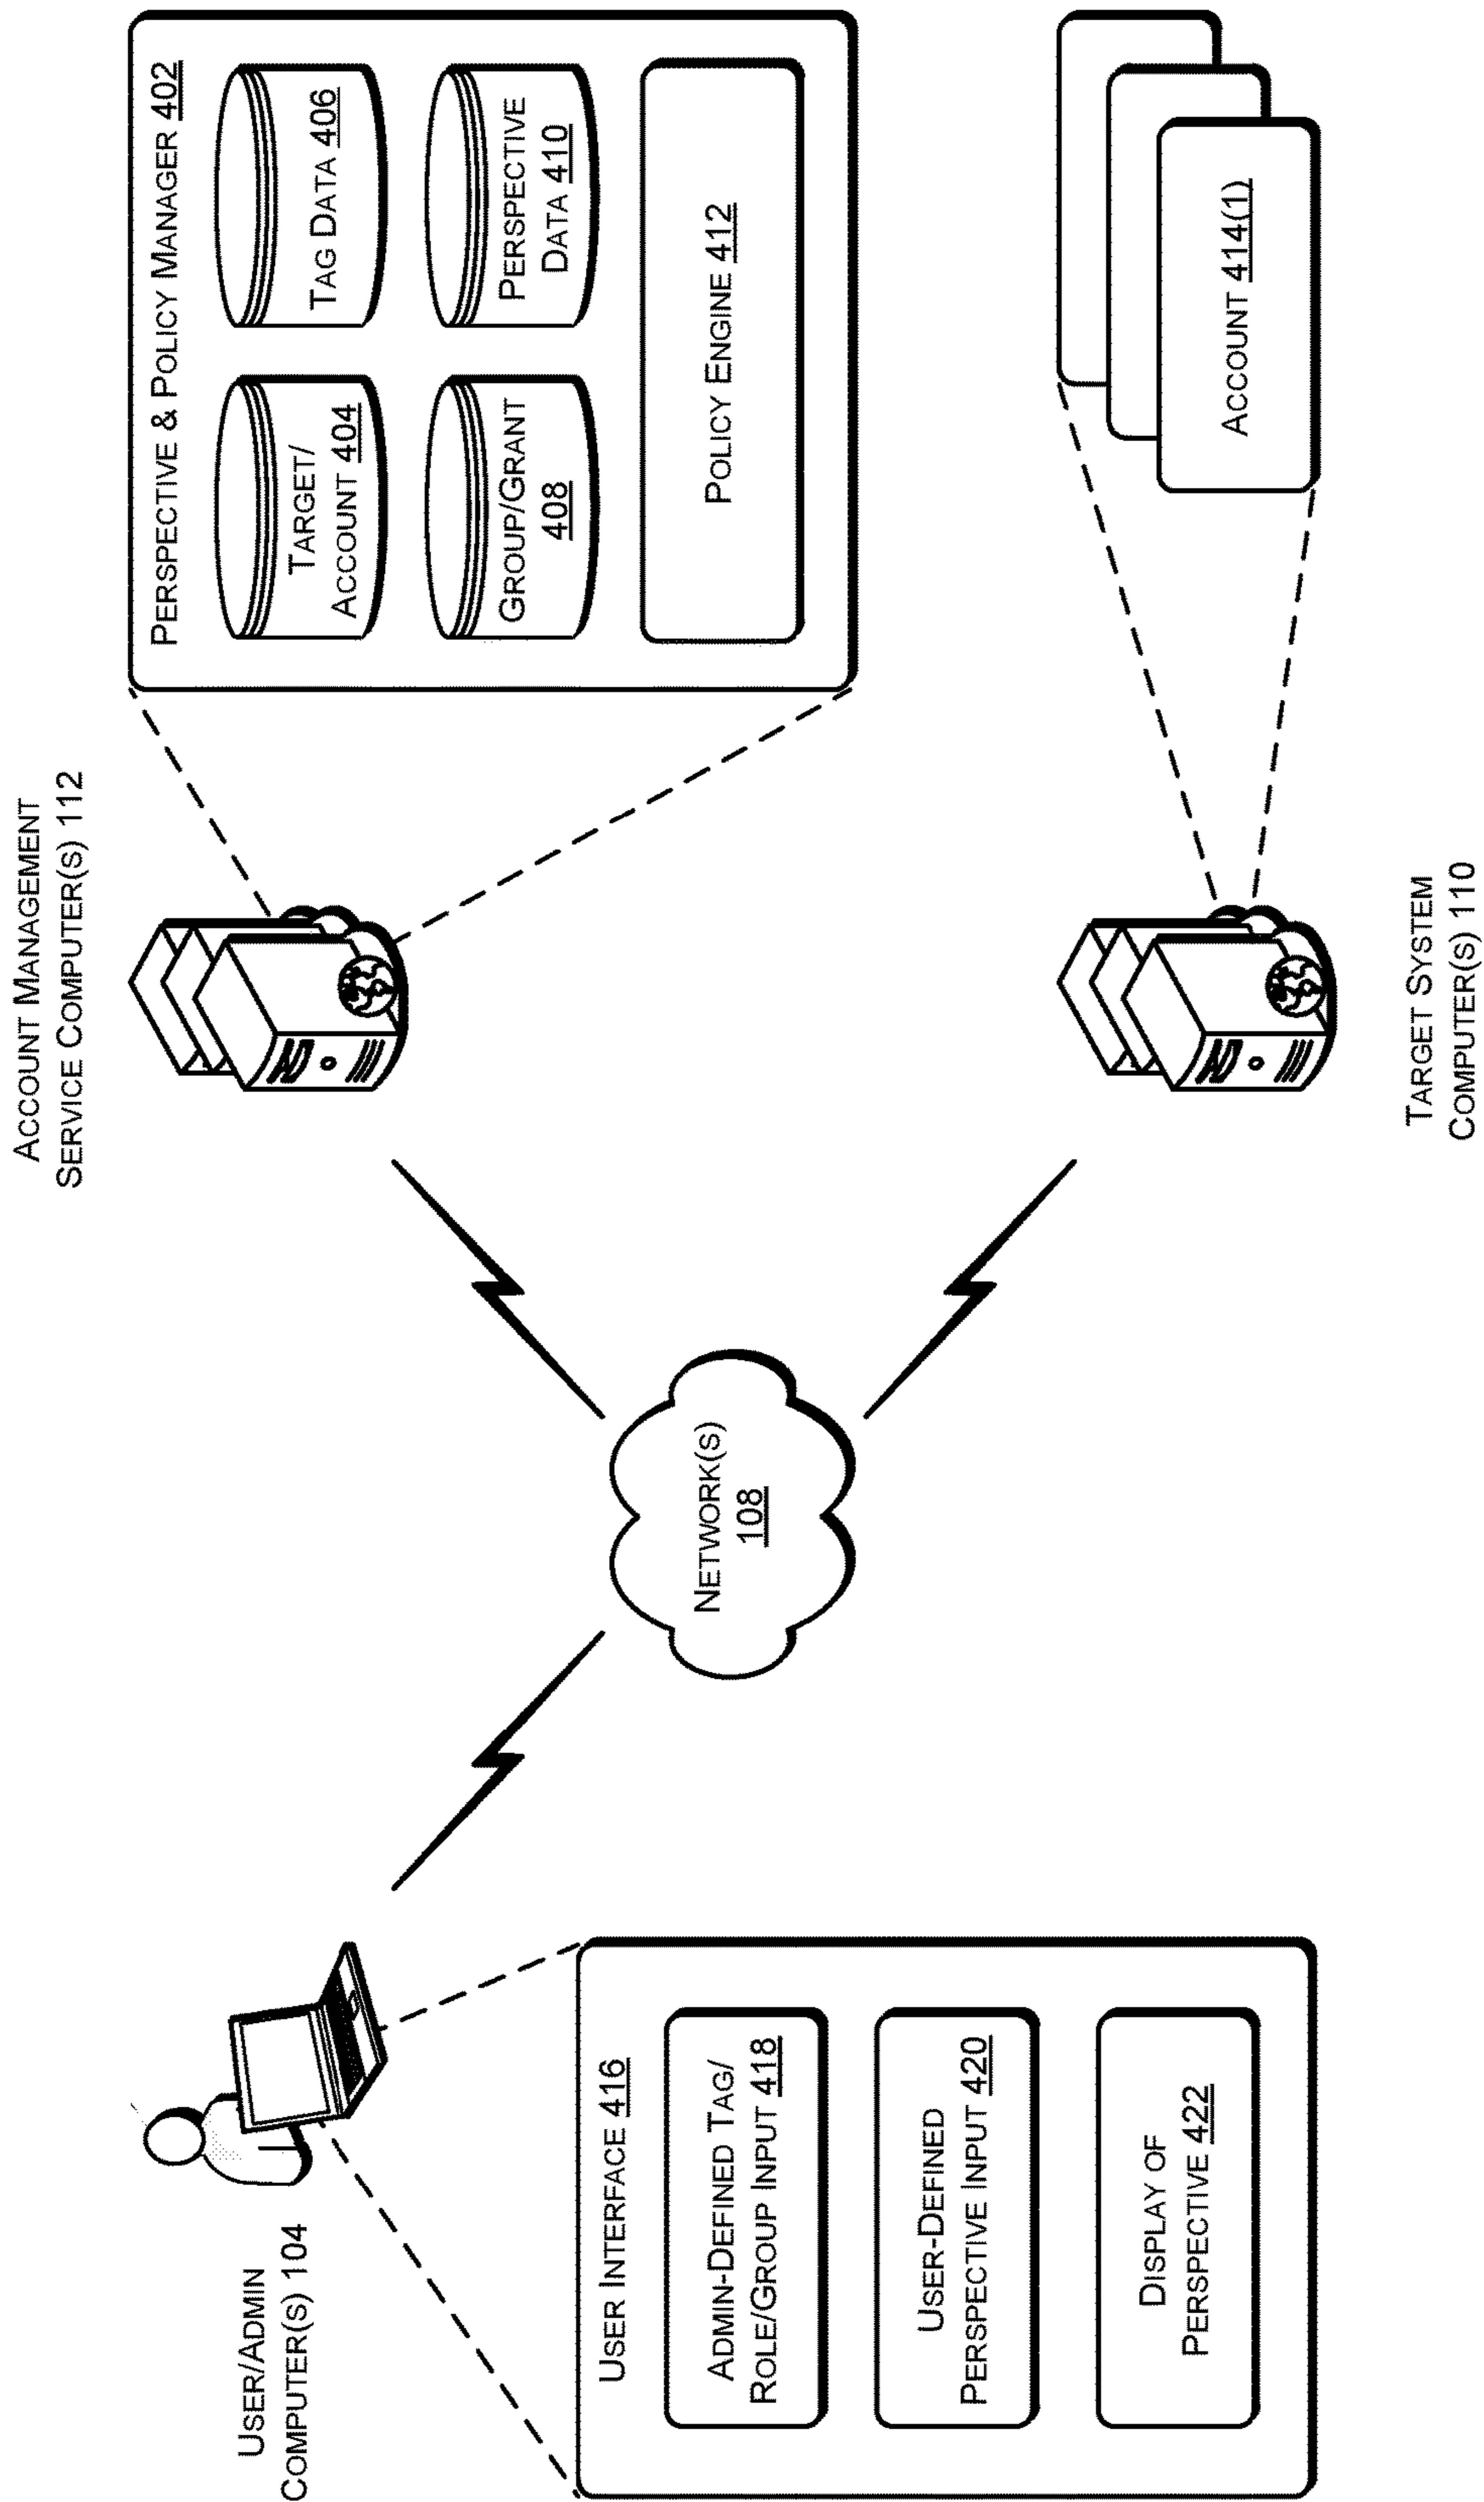 ACCOUNT MANAGEMENT
SERVICE COMPUTER(S) 112
PERSPECTIVE & POLICY MANAGER 402
TARGET/
ACCOUNT 404
TAG DATA 406
GROUP/GRANT
408
PERSPECTIVE
DATA 410
POLICY ENGINE 412
USER/ADMIN
COMPUTER(S) 104
NETWORK(S)
108
USER INTERFACE 416
ADMIN-DEFINED TAG/
ROLE/GROUP INPUT 418
USER-DEFINED
PERSPECTIVE INPUT 420
DISPLAY OF
PERSPECTIVE 422
ACCOUNT 414(1)
TARGET SYSTEM
COMPUTER(S) 110